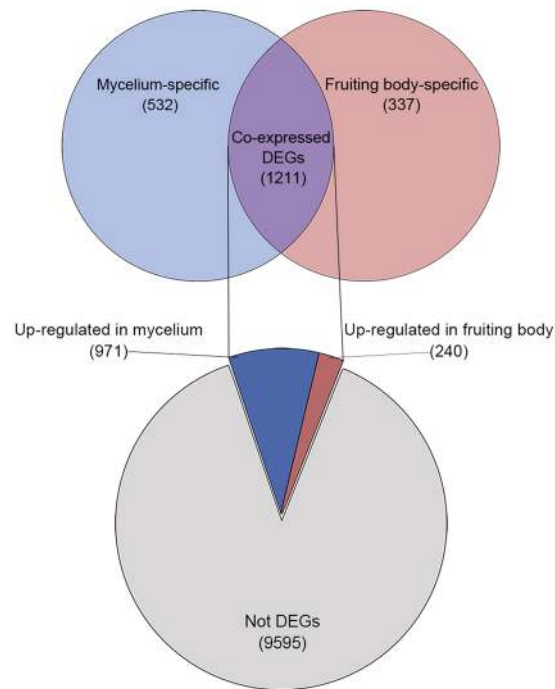 Mycelium-specific
(532)
Fruiting body-specific
(337)
Co-expressed
DEGs
(1211)
Up-regulated in mycelium
(971)
Up-regulated in fruiting body
(240)
Not DEGs
(9595)